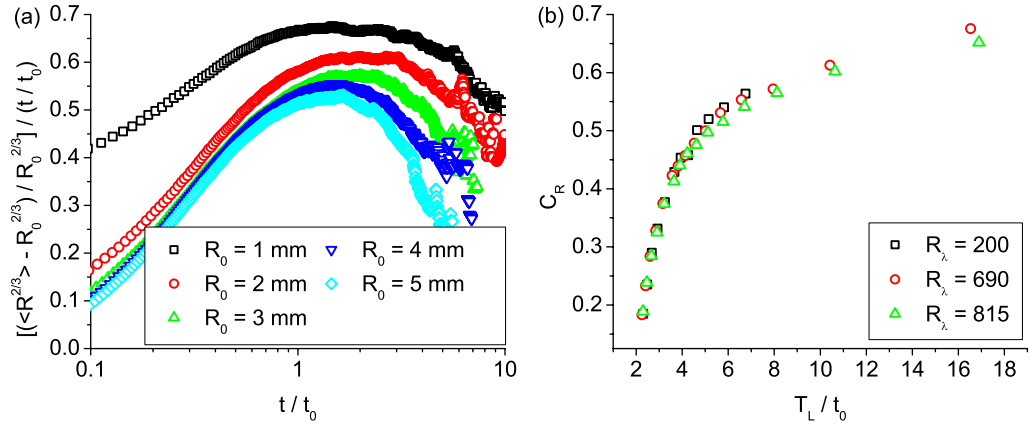 (a)
0.7
0.6
0.5
0.4
0.3
0.2
0.1
0.0
[(<R^{2/3}> - R_0^{2/3}) / R_0^{2/3}] / (t / t_0)
R_0 = 1 mm
R_0 = 2 mm
R_0 = 3 mm
R_0 = 4 mm
R_0 = 5 mm
0.1 1 10
t / t_0
(b)
0.7
0.6
0.5
0.4
0.3
0.2
C_R
R_λ = 200
R_λ = 690
R_λ = 815
2 4 6 8 10 12 14 16 18
T_L / t_0